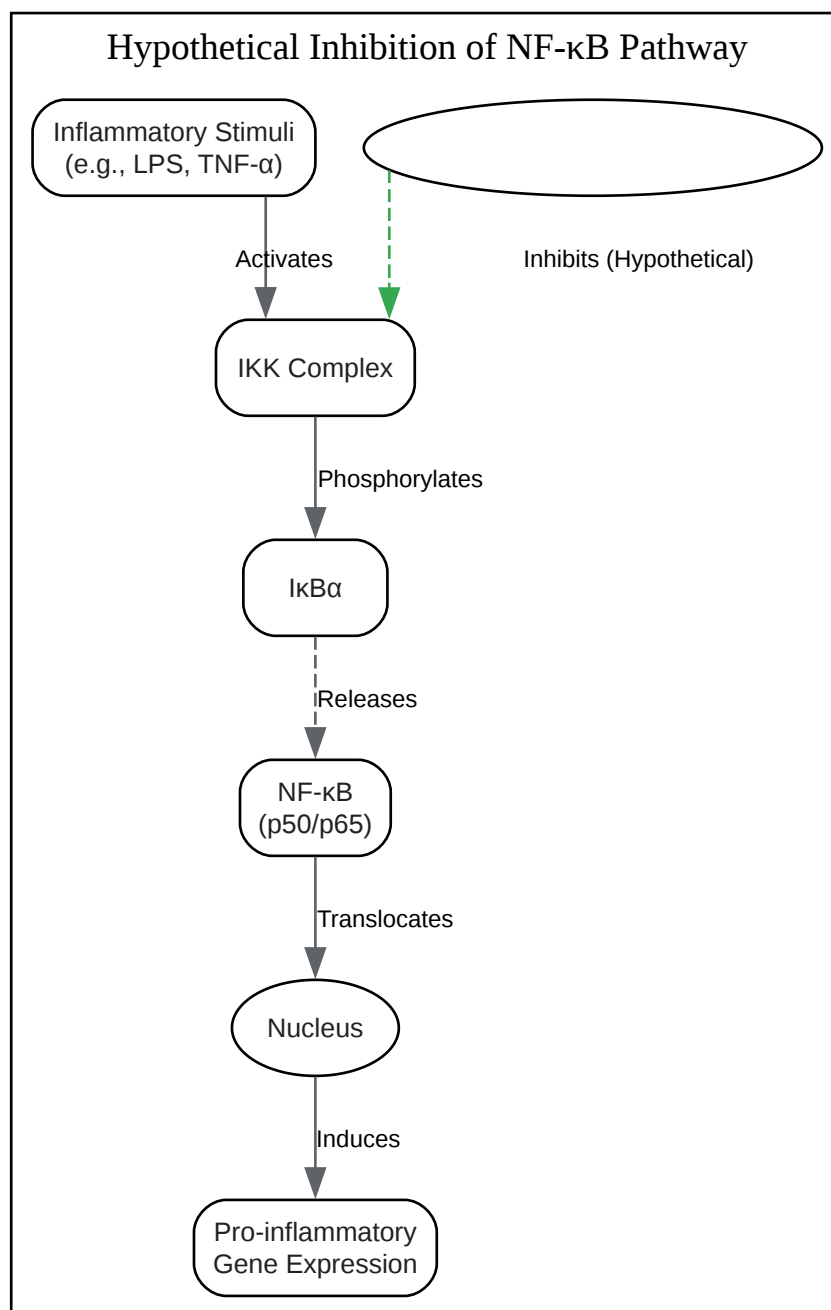 Hypothetical Inhibition of NF-κB Pathway
Inflammatory Stimuli
(e.g., LPS, TNF-α)
Activates
Inhibits (Hypothetical)
IKK Complex
Phosphorylates
IκBα
Releases
NF-κB
(p50/p65)
Translocates
Nucleus
Induces
Pro-inflammatory
Gene Expression